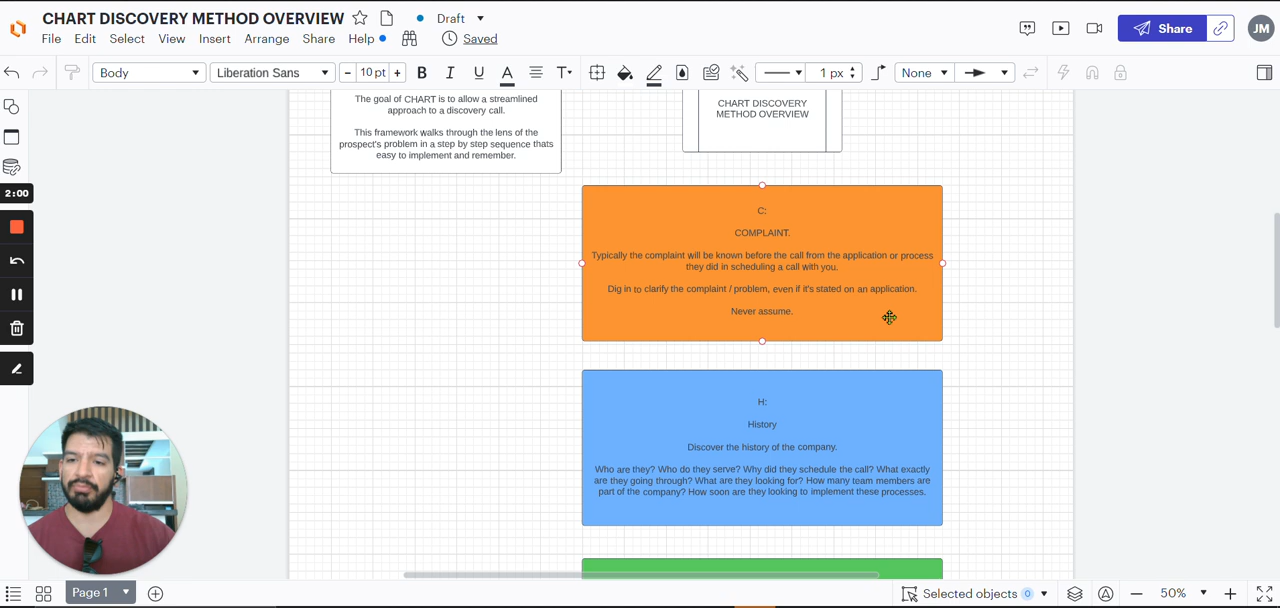 CHART DISCOVERY METHOD OVERVIEW
Draft
File Edit Select View Insert Arrange Share Help
Saved
Share
JM
Body
Liberation Sans
- 10 pt +
B I U A T
1 px
None
The goal of CHART is to allow a streamlined
approach to a discovery call.
This framework walks through the lens of the
prospect's problem in a step by step sequence thats
easy to implement and remember.
CHART DISCOVERY
METHOD OVERVIEW
2:00
C:
COMPLAINT.
Typically the complaint will be known before the call from the application or process
they did in scheduling a call with you.
Dig in to clarify the complaint / problem, even if it's stated on an application.
Never assume.
H:
History
Discover the history of the company.
Who are they? Who do they serve? Why did they schedule the call? What exactly
are they going through? What are they looking for? How many team members are
part of the company? How soon are they looking to implement these processes.
Page 1
Selected objects 0
50%